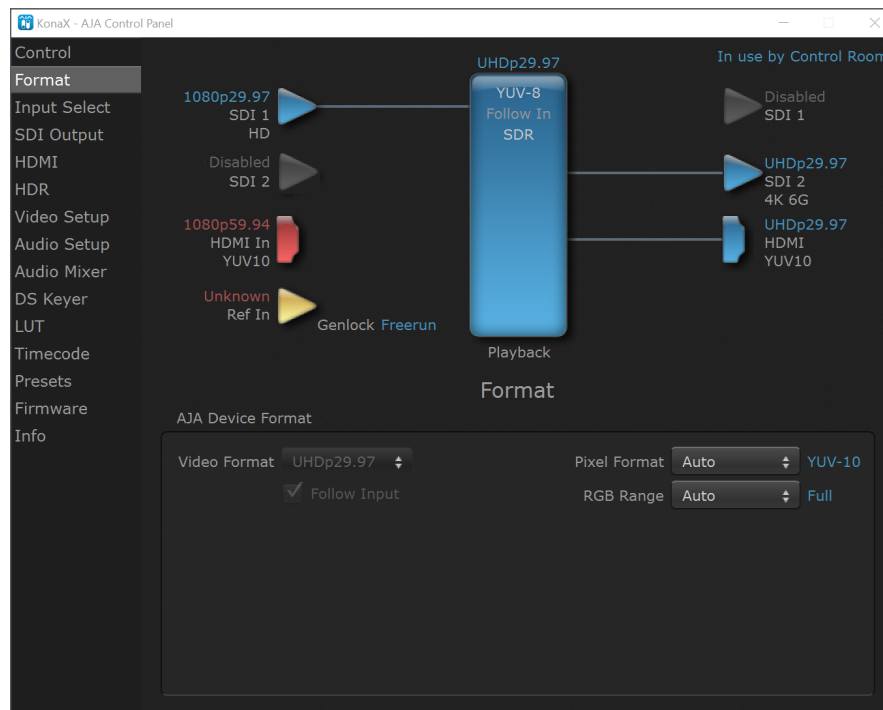 KonaX - AJA Control Panel
Control
Format
Input Select
SDI Output
HDMI
HDR
Video Setup
Audio Setup
Audio Mixer
DS Keyer
LUT
Timecode
Presets
Firmware
Info
In use by Control Room
UHDp29.97
1080p29.97
SDI 1
HD
Disabled
SDI 2
1080p59.94
HDMI In
YUV10
Unknown
Ref In
Genlock Freerun
YUV-8
Follow In
SDR
Playback
Disabled
SDI 1
UHDp29.97
SDI 2
4K 6G
UHDp29.97
HDMI
YUV10
Format
AJA Device Format
Video Format UHDp29.97
Follow Input
Pixel Format Auto YUV-10
RGB Range Auto Full